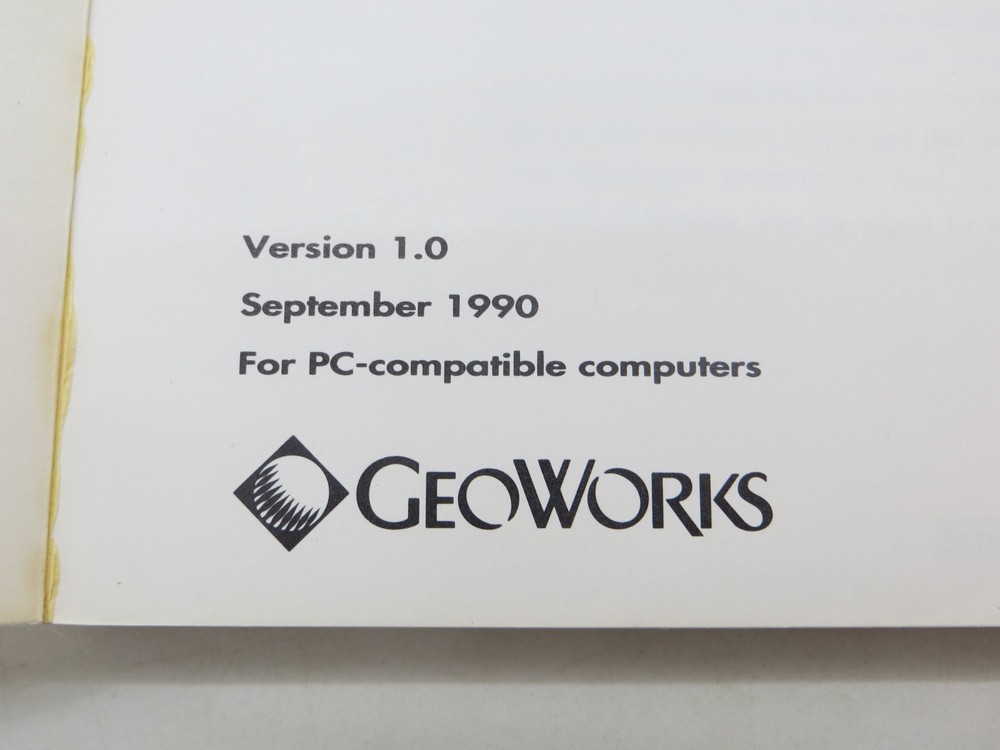 Version 1.0
September 1990
For PC-compatible computers
GEOWORKS